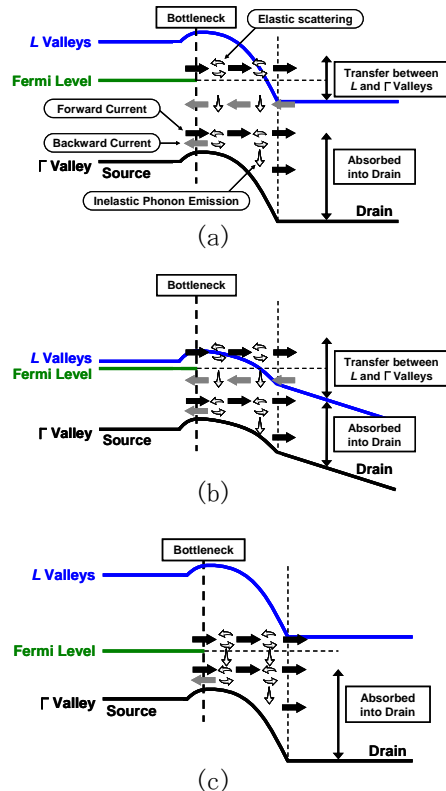 Bottleneck
Elastic scattering
L Valleys
Fermi Level
Transfer between
L and Γ Valleys
Forward Current
Backward Current
Absorbed
into Drain
Γ Valley
Source
Inelastic Phonon Emission
Drain
(a)
Bottleneck
L Valleys
Fermi Level
Transfer between
L and Γ Valleys
Absorbed
into Drain
Γ Valley
Source
Drain
(b)
Bottleneck
L Valleys
Fermi Level
Γ Valley
Source
Absorbed
into Drain
Drain
(c)